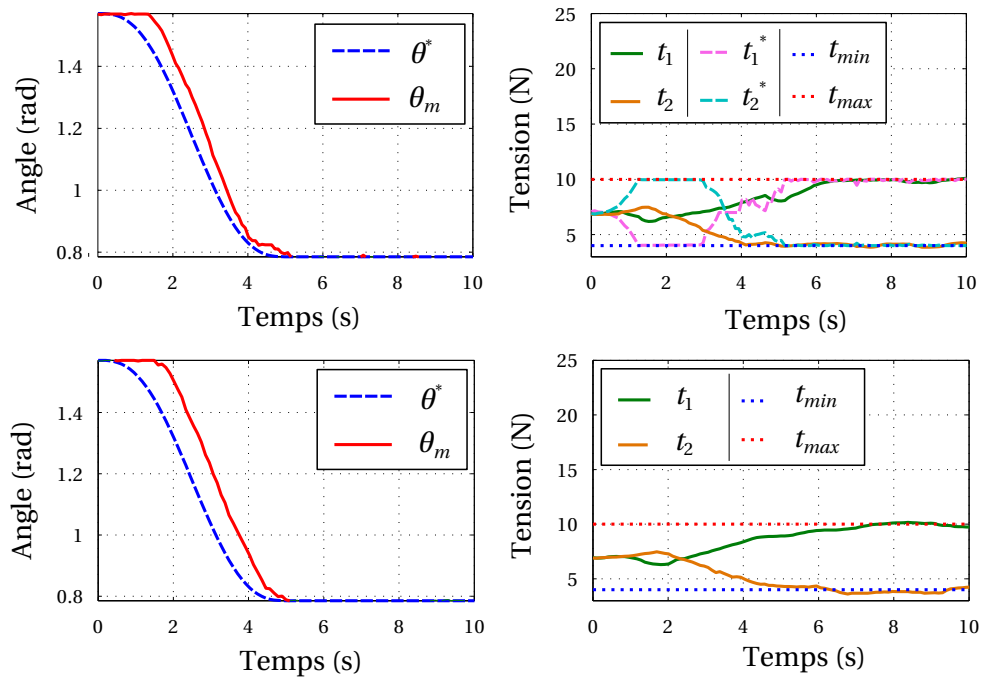 Angle (rad)
1.4
1.2
1
0.8
0 2 4 6 8 10
Temps (s)
θ*
θm
Tension (N)
25
20
15
10
5
0 2 4 6 8 10
Temps (s)
t1 t1* tmin
t2 t2* tmax
Angle (rad)
1.4
1.2
1
0.8
0 2 4 6 8 10
Temps (s)
θ*
θm
Tension (N)
25
20
15
10
5
0 2 4 6 8 10
Temps (s)
t1 tmin
t2 tmax